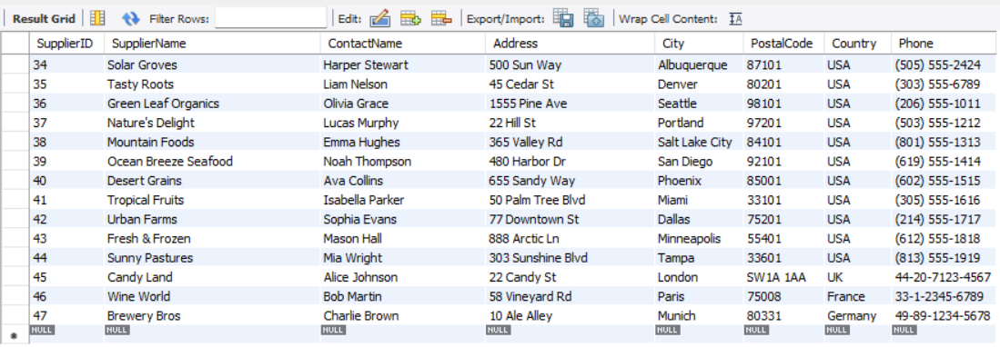 Result Grid Filter Rows: Edit: Export/Import: Wrap Cell Content: IA
SupplierID SupplierName ContactName Address City PostalCode Country Phone
34 Solar Groves Harper Stewart 500 Sun Way Albuquerque 87101 USA (505) 555-2424
35 Tasty Roots Liam Nelson 45 Cedar St Denver 80201 USA (303) 555-6789
36 Green Leaf Organics Olivia Grace 1555 Pine Ave Seattle 98101 USA (206) 555-1011
37 Nature's Delight Lucas Murphy 22 Hill St Portland 97201 USA (503) 555-1212
38 Mountain Foods Emma Hughes 365 Valley Rd Salt Lake City 84101 USA (801) 555-1313
39 Ocean Breeze Seafood Noah Thompson 480 Harbor Dr San Diego 92101 USA (619) 555-1414
40 Desert Grains Ava Collins 655 Sandy Way Phoenix 85001 USA (602) 555-1515
41 Tropical Fruits Isabella Parker 50 Palm Tree Blvd Miami 33101 USA (305) 555-1616
42 Urban Farms Sophia Evans 77 Downtown St Dallas 75201 USA (214) 555-1717
43 Fresh & Frozen Mason Hall 888 Arctic Ln Minneapolis 55401 USA (612) 555-1818
44 Sunny Pastures Mia Wright 303 Sunshine Blvd Tampa 33601 USA (813) 555-1919
45 Candy Land Alice Johnson 22 Candy St London SW1A 1AA UK 44-20-7123-4567
46 Wine World Bob Martin 58 Vineyard Rd Paris 75008 France 33-1-2345-6789
47 Brewery Bros Charlie Brown 10 Ale Alley Munich 80331 Germany 49-89-1234-5678
NULL NULL NULL NULL NULL NULL NULL NULL